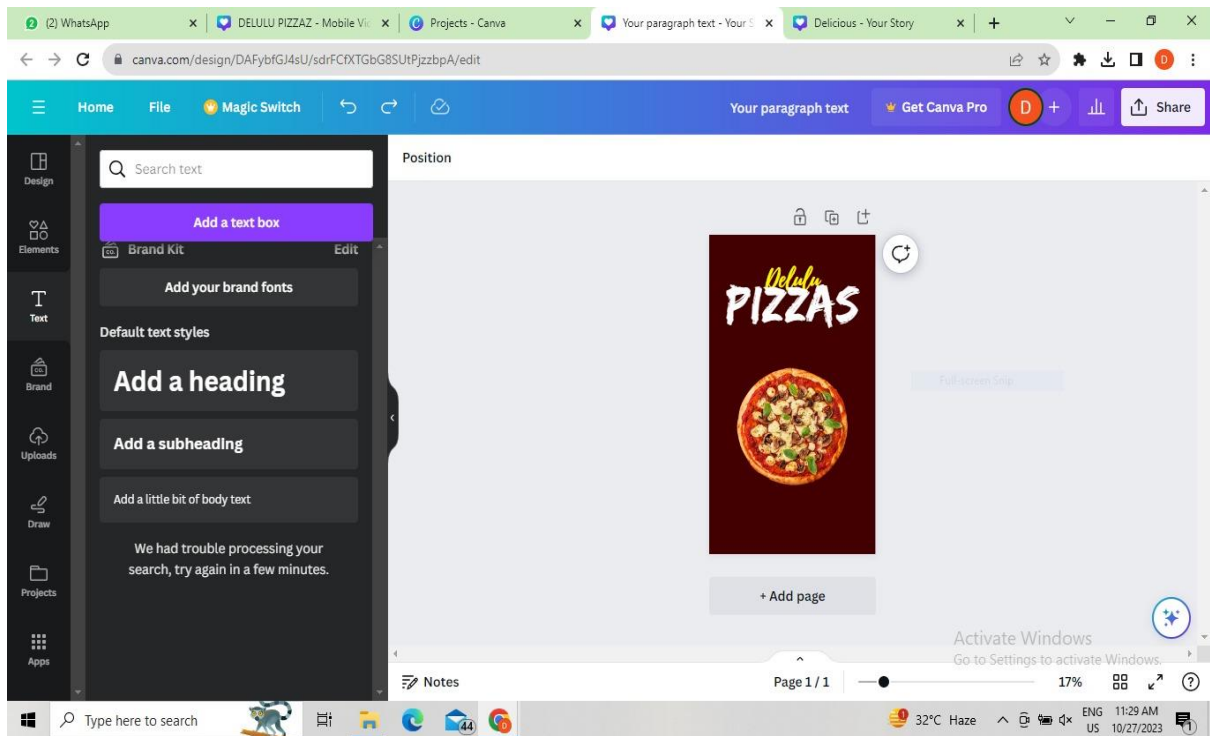 (2) WhatsApp
DELULU PIZZAZ - Mobile Vic
Projects - Canva
Your paragraph text - Your S
Delicious - Your Story
canva.com/design/DAFybfGJ4sU/sdrFCfXTGbG8SUtPjzzbpA/edit
D
Home File Magic Switch
Your paragraph text
Get Canva Pro
D
+
Share
Design
Elements
Text
Brand
Uploads
Draw
Projects
Apps
Search text
Add a text box
Brand Kit Edit
Add your brand fonts
Default text styles
Add a heading
Add a subheading
Add a little bit of body text
We had trouble processing your
search, try again in a few minutes.
Position
Delulu
PIZZAS
Full-screen Snip
+ Add page
Activate Windows
Go to Settings to activate Windows.
Notes
Page 1 / 1
17%
Type here to search
44
32°C Haze
ENG
US
11:29 AM
10/27/2023